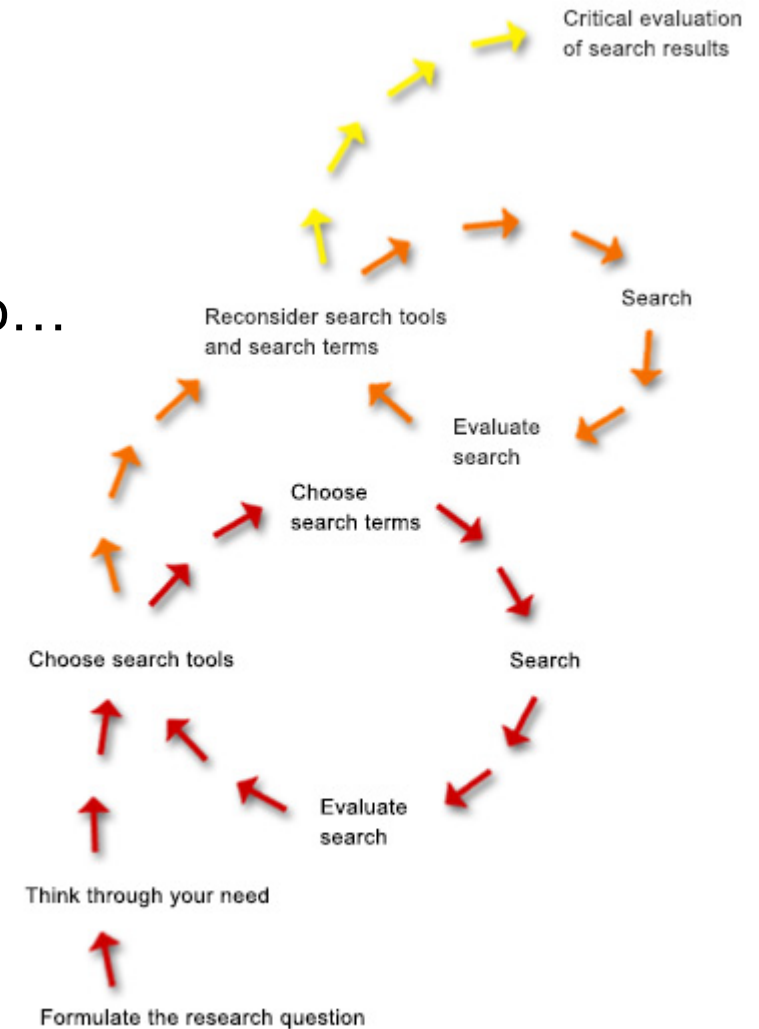 Critical evaluation
of search results
Search
Reconsider search tools
and search terms
Evaluate
search
Choose
search terms
Choose search tools
Search
Evaluate
search
Think through your need
Formulate the research question